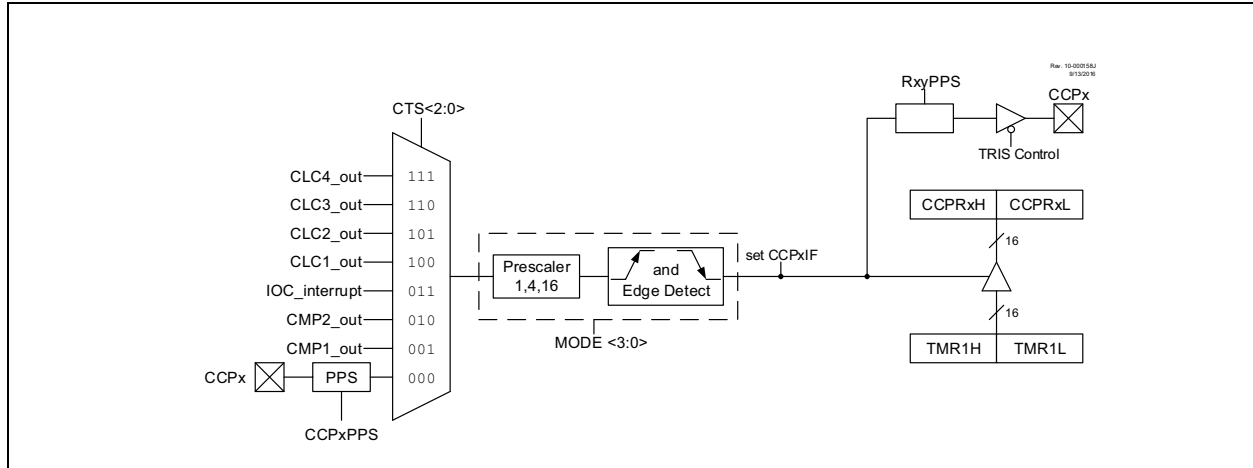 Rev. 10-000158J
9/13/2016
RxyPPS
CCPx
CTS<2:0>
TRIS Control
CLC4_out
111
CLC3_out
110
CCPRxH
CCPRxL
CLC2_out
101
16
CLC1_out
100
set CCPxIF
Prescaler
1,4,16
and
Edge Detect
IOC_interrupt
011
CMP2_out
010
16
MODE <3:0>
CMP1_out
001
TMR1H
TMR1L
CCPx
PPS
000
CCPxPPS